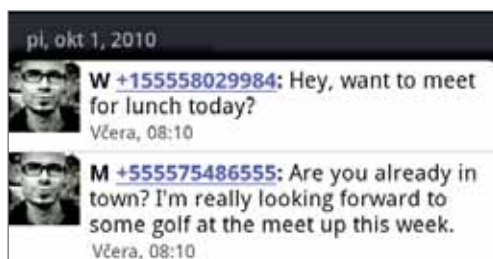 pi, okt 1, 2010
W +155558029984: Hey, want to meet
for lunch today?
Včera, 08:10
M +555575486555: Are you already in
town? I'm really looking forward to
some golf at the meet up this week.
Včera, 08:10